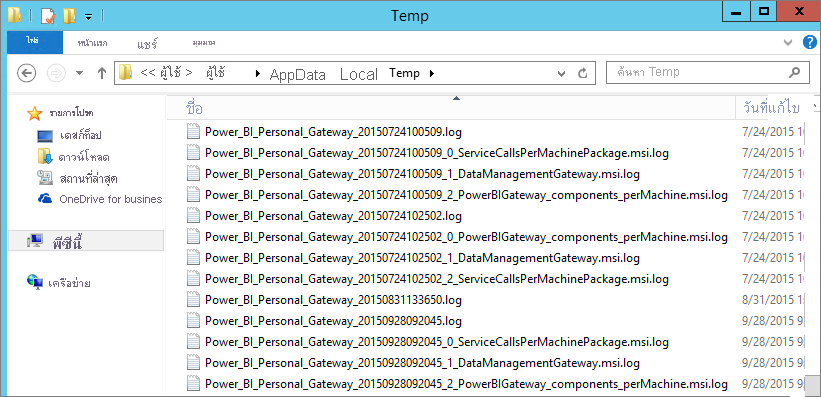 Temp
ไฟล์ หน้าแรก แชร์ มุมมอง
<< ผู้ใช้ > ผู้ใช้ AppData Local Temp ค้นหา Temp
รายการโปรด
เดสก์ท็อป
ดาวน์โหลด
สถานที่ล่าสุด
OneDrive for busines
พีซีนี้
เครือข่าย
ชื่อ วันที่แก้ไข
Power_BI_Personal_Gateway_20150724100509.log 7/24/2015 1
Power_BI_Personal_Gateway_20150724100509_0_ServiceCallsPerMachinePackage.msi.log 7/24/2015 1
Power_BI_Personal_Gateway_20150724100509_1_DataManagementGateway.msi.log 7/24/2015 1
Power_BI_Personal_Gateway_20150724100509_2_PowerBIGateway_components_perMachine.msi.log 7/24/2015 1
Power_BI_Personal_Gateway_20150724102502.log 7/24/2015 1
Power_BI_Personal_Gateway_20150724102502_0_PowerBIGateway_components_perMachine.msi.log 7/24/2015 1
Power_BI_Personal_Gateway_20150724102502_1_DataManagementGateway.msi.log 7/24/2015 1
Power_BI_Personal_Gateway_20150724102502_2_ServiceCallsPerMachinePackage.msi.log 7/24/2015 1
Power_BI_Personal_Gateway_20150831133650.log 8/31/2015 1
Power_BI_Personal_Gateway_20150928092045.log 9/28/2015 9
Power_BI_Personal_Gateway_20150928092045_0_ServiceCallsPerMachinePackage.msi.log 9/28/2015 9
Power_BI_Personal_Gateway_20150928092045_1_DataManagementGateway.msi.log 9/28/2015 9
Power_BI_Personal_Gateway_20150928092045_2_PowerBIGateway_components_perMachine.msi.log 9/28/2015 9